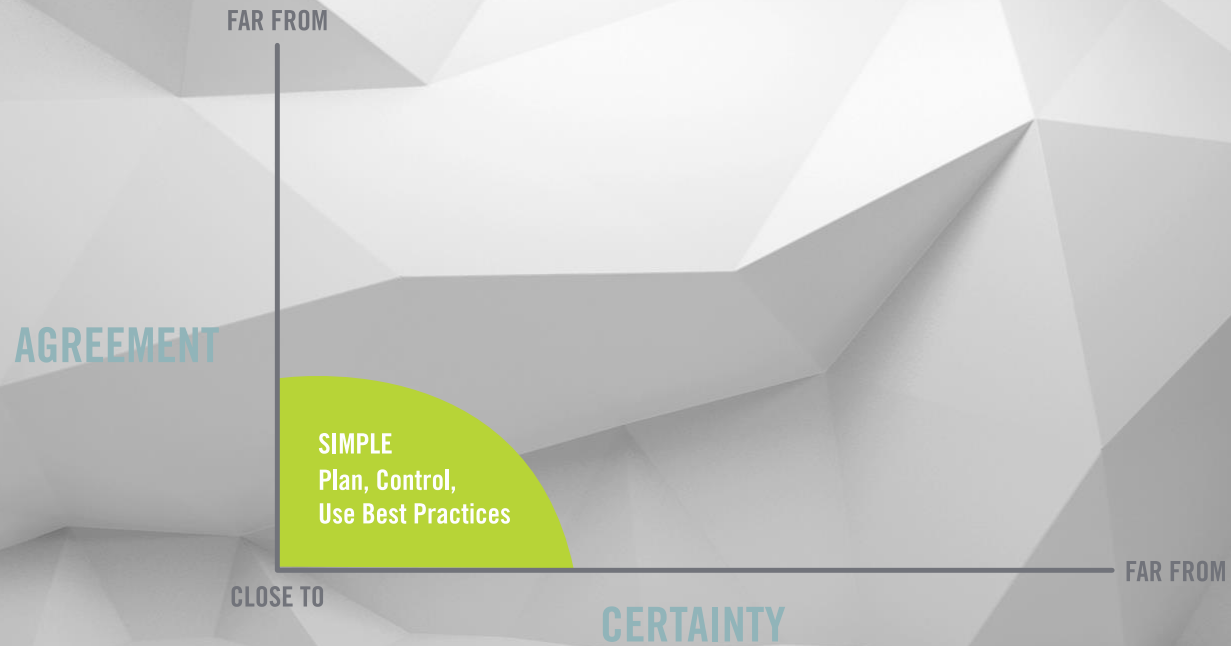 FAR FROM
AGREEMENT
SIMPLE
Plan, Control,
Use Best Practices
FAR FROM
CLOSE TO
CERTAINTY